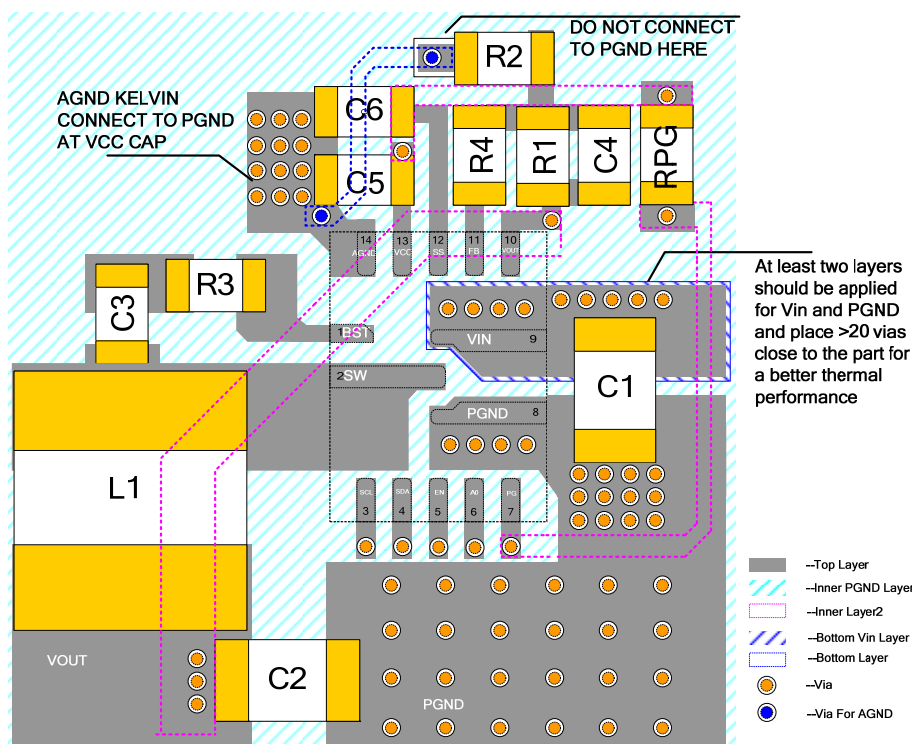 DO NOT CONNECT
TO PGND HERE
R2
AGND KELVIN
CONNECT TO PGND
AT VCC CAP
C6
C5
R4
R1
C4
RPG
14
13
12
11
10
AGND
VCC
SS
FB
VOUT
At least two layers
should be applied
for Vin and PGND
and place >20 vias
close to the part for
a better thermal
performance
C3
R3
1
BST
VIN
9
2
SW
C1
PGND
8
L1
SCL
SDA
EN
A0
PG
3
4
5
6
7
--Top Layer
--Inner PGND Layer
--Inner Layer2
--Bottom Vin Layer
--Bottom Layer
--Via
--Via For AGND
VOUT
C2
PGND